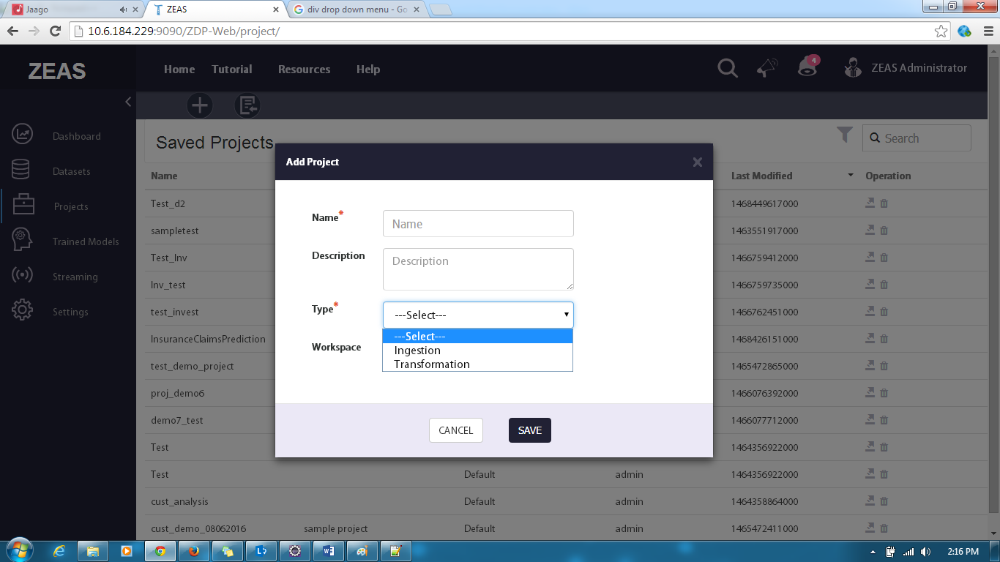 Jaago
ZEAS
div drop down menu - Go
10.6.184.229:9090/ZDP-Web/project/
ZEAS
Home Tutorial Resources Help
4
ZEAS Administrator
Dashboard
Datasets
Projects
Trained Models
Streaming
Settings
Saved Projects
Search
Name Last Modified Operation
Test_d2 1468449617000
sampletest 1463551917000
Test_Inv 1466759412000
Inv_test 1466759735000
test_invest 1466762451000
InsuranceClaimsPrediction 1468426151000
test_demo_project 1465472865000
proj_demo6 1466076392000
demo7_test 1466077712000
Test 1464356922000
Test Default admin 1464356922000
cust_analysis Default admin 1464358864000
cust_demo_08062016 sample project Default admin 1465472411000
Add Project ×
Name*
Name
Description
Description
Type*
---Select---
---Select---
Ingestion
Transformation
Workspace
CANCEL SAVE
2:16 PM